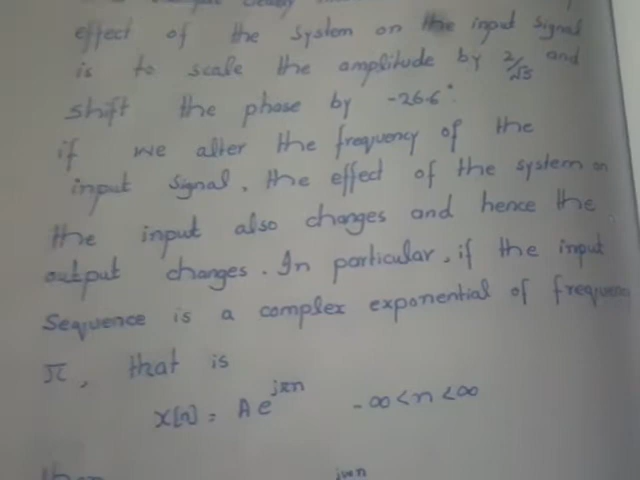 effect of the system on the input signal
is to scale the amplitude by 2/√5 and
shift the phase by -26.6°.
if we alter the frequency of the
input signal, the effect of the system on
the input also changes and hence the
output changes. In particular, if the input
sequence is a complex exponential of frequenc
π, that is
x[n] = A e^jπn -∞ < n < ∞
then